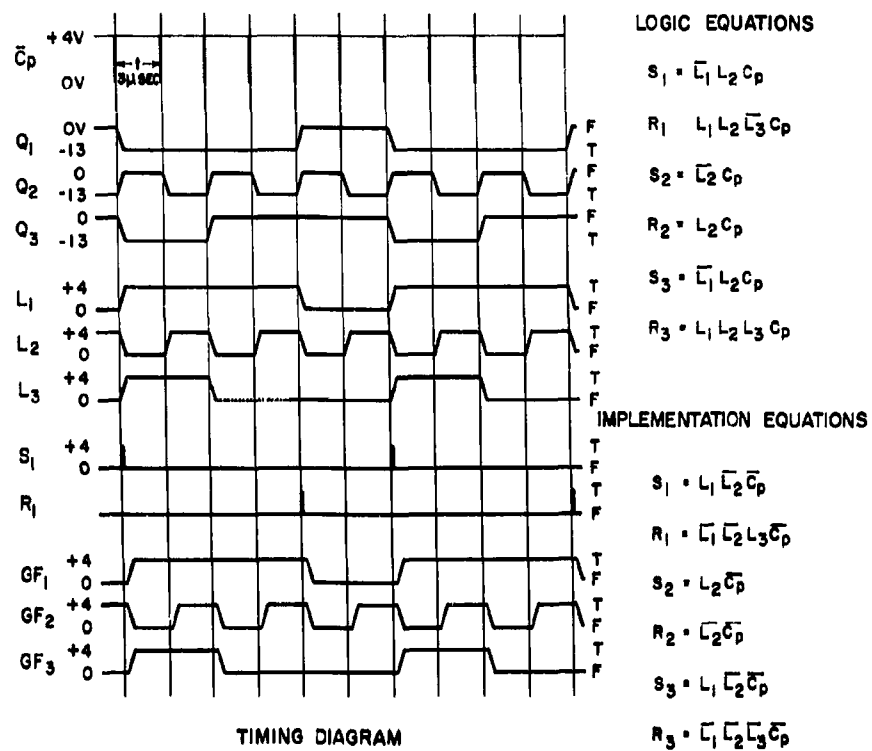 LOGIC EQUATIONS
C̅p +4V
0V
t
3μ SEC
S₁ = L̅₁ L₂ Cp
R₁ L₁ L₂ L̅₃ Cp
S₂ = L̅₂ Cp
R₂ = L₂ Cp
S₃ = L̅₁ L₂ Cp
R₃ = L₁ L₂ L₃ Cp
Q₁ 0V F
-13 T
Q₂ 0 F
-13 T
Q₃ 0 F
-13 T
L₁ +4 T
0 F
L₂ +4 T
0 F
L₃ +4 T
0 F
IMPLEMENTATION EQUATIONS
S₁ = L₁ L̅₂ C̅p
R₁ = L̅₁ L̅₂ L₃ C̅p
S₂ = L₂ C̅p
R₂ = L̅₂ C̅p
S₃ = L₁ L̅₂ C̅p
R₃ = L̅₁ L̅₂ L̅₃ C̅p
S₁ +4 T
0 F
R₁ T
F
GF₁ +4 T
0 F
GF₂ +4 T
0 F
GF₃ +4 T
0 F
TIMING DIAGRAM